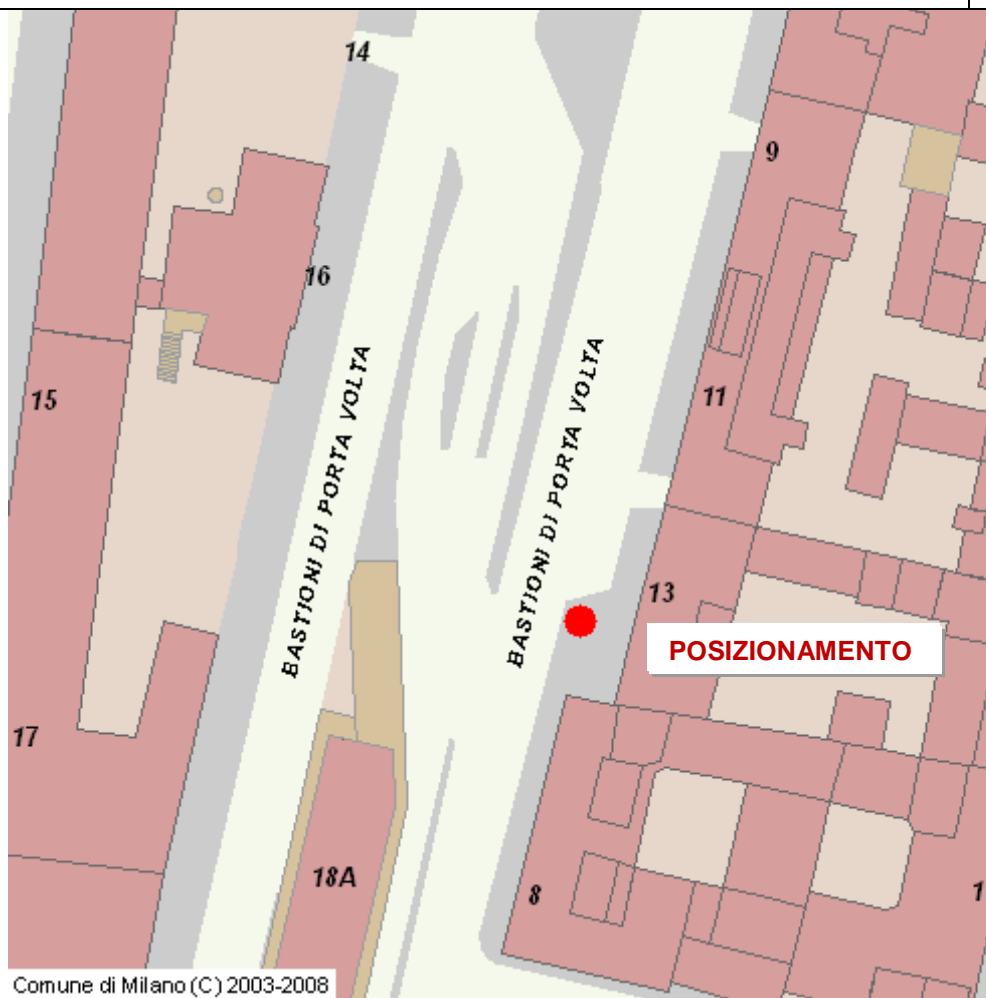 14
9
16
15
11
BASTIONI DI PORTA VOLTA
BASTIONI DI PORTA VOLTA
13
POSIZIONAMENTO
17
18A
8
1
Comune di Milano (C) 2003-2008